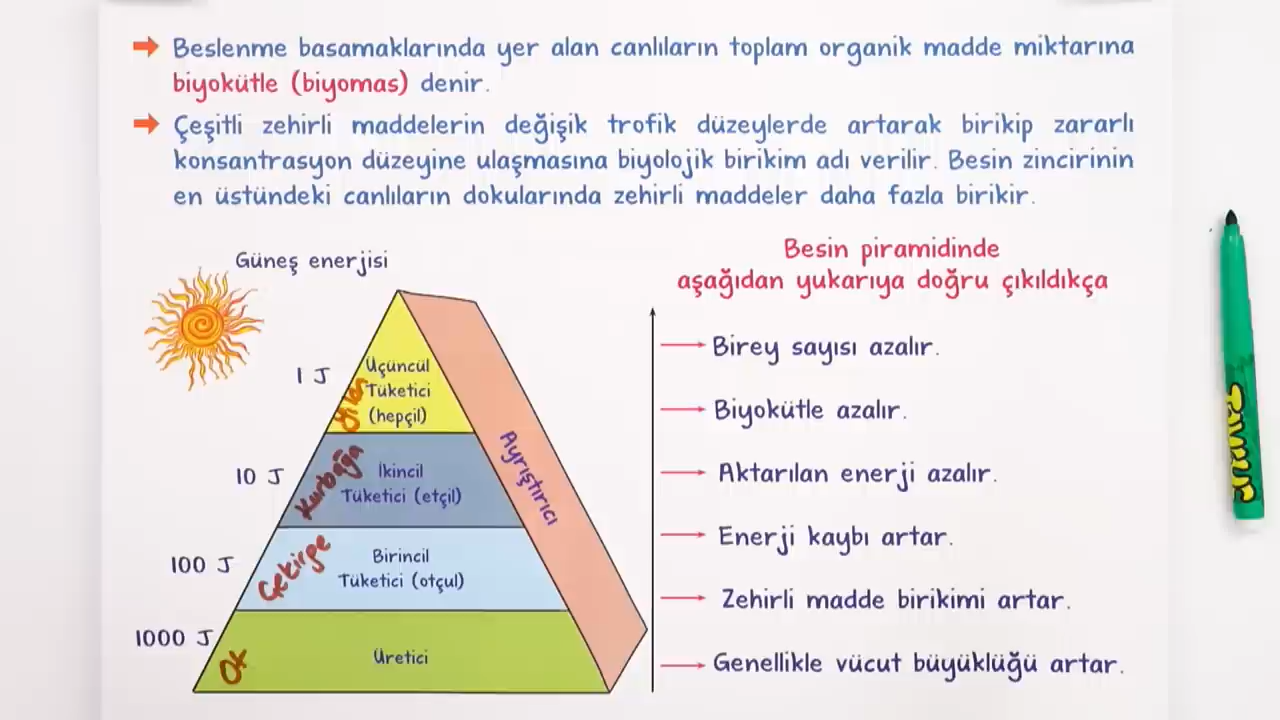 Beslenme basamaklarında yer alan canlıların toplam organik madde miktarına
biyokütle (biyomas) denir.
Çeşitli zehirli maddelerin değişik trofik düzeylerde artarak birikip zararlı
konsantrasyon düzeyine ulaşmasına biyolojik birikim adı verilir. Besin zincirinin
en üstündeki canlıların dokularında zehirli maddeler daha fazla birikir.
Güneş enerjisi
1 J
Üçüncül
Tüketici
(hepçil)
10 J
Kurbağa
İkincil
Tüketici (etçil)
100 J
Çekirge
Birincil
Tüketici (otçul)
1000 J
Ot
Üretici
Ayrıştırıcı
Besin piramidinde
aşağıdan yukarıya doğru çıkıldıkça
Birey sayısı azalır.
Biyokütle azalır.
Aktarılan enerji azalır.
Enerji kaybı artar.
Zehirli madde birikimi artar.
Genellikle vücut büyüklüğü artar.